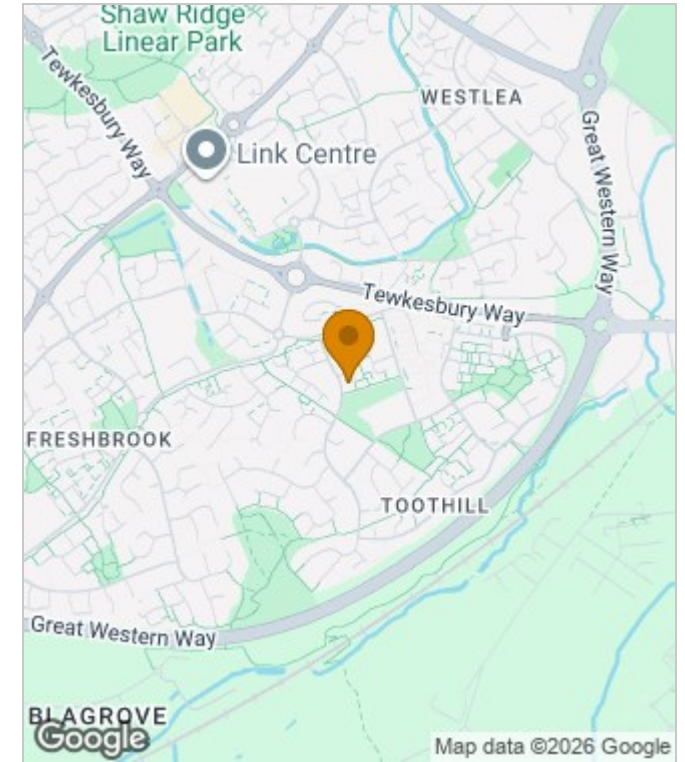 Shaw Ridge
Linear Park
Tewkesbury Way
WESTLEA
Link Centre
Great Western Way
Tewkesbury Way
FRESHBROOK
TOOTHILL
Great Western Way
BLAGROVE
Google
Map data ©2026 Google